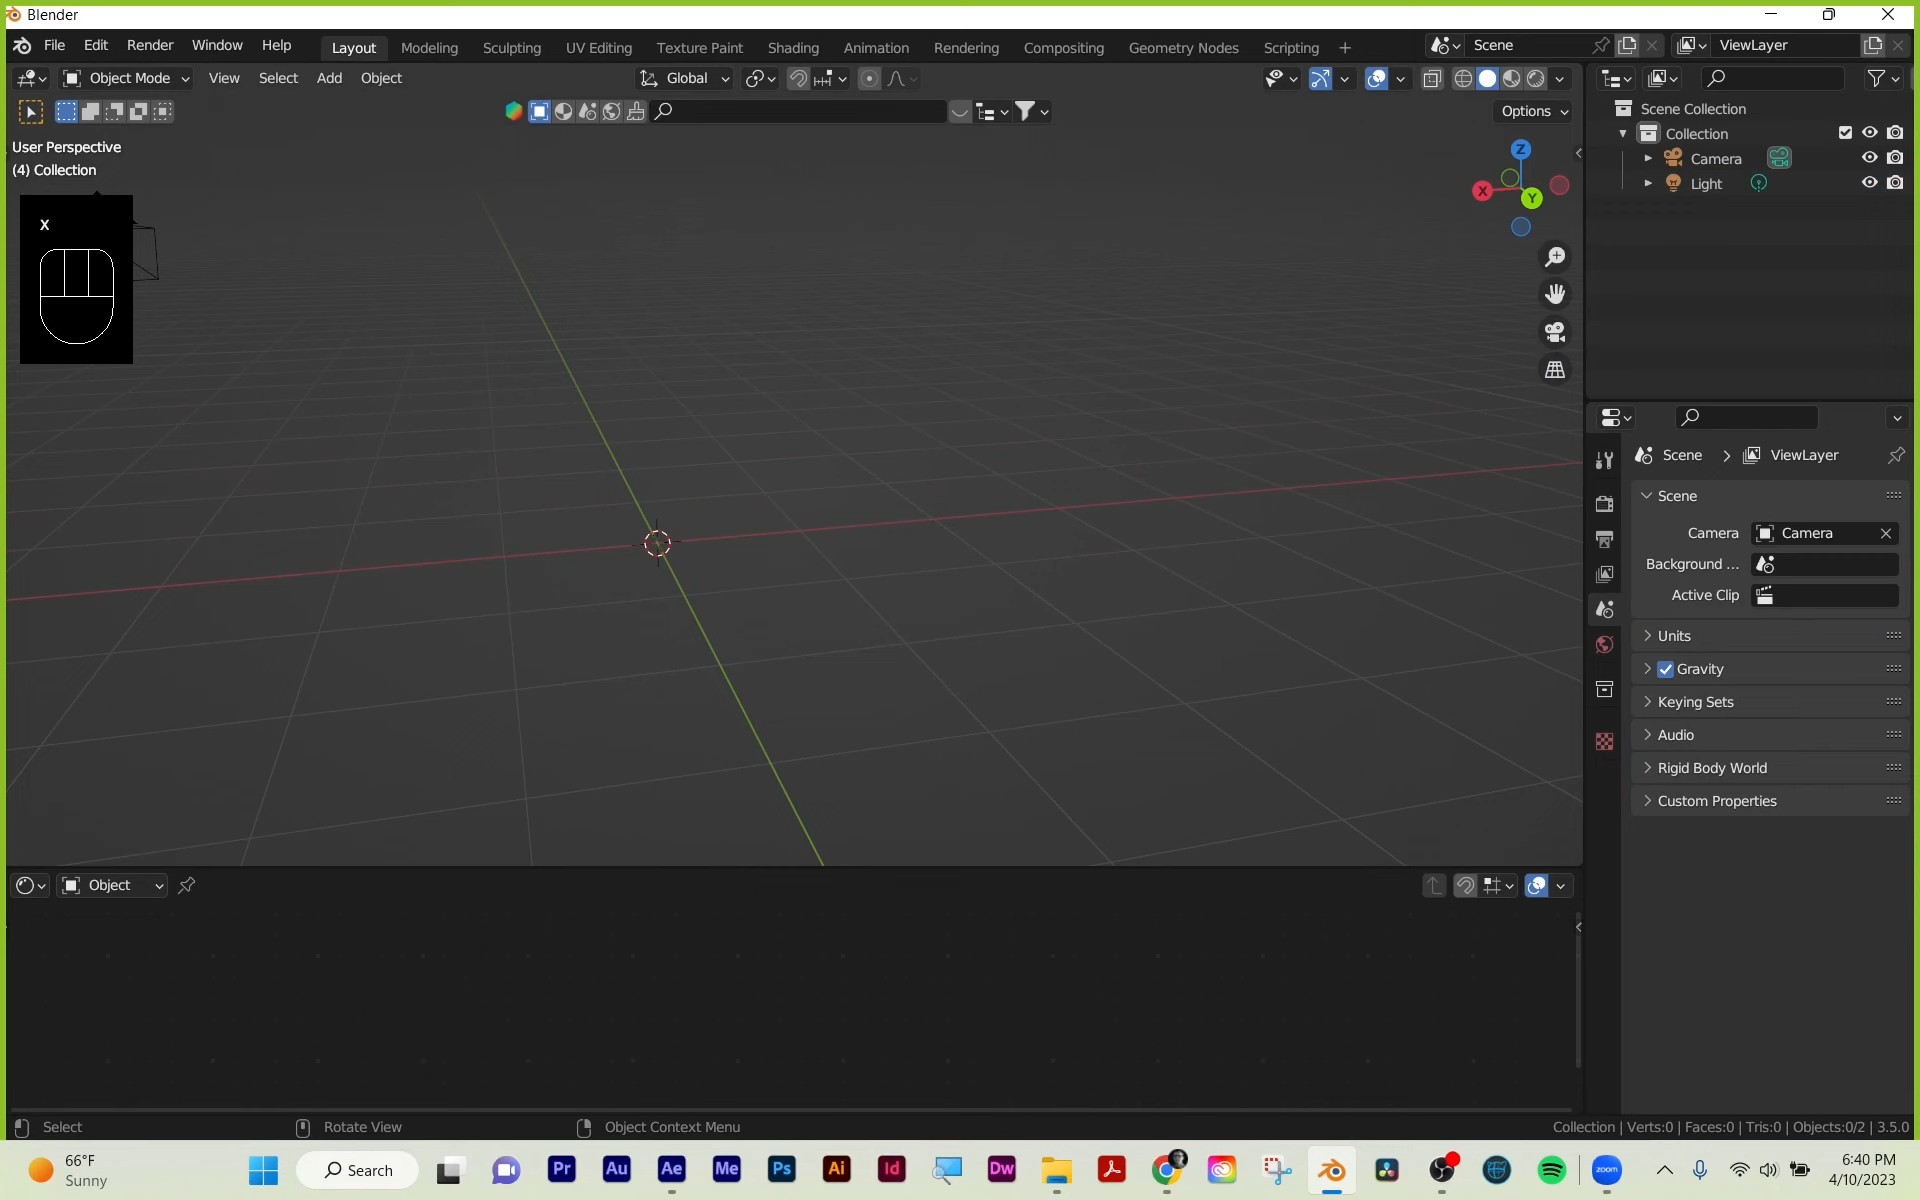 Blender
File Edit Render Window Help Layout Modeling Sculpting UV Editing Texture Paint Shading Animation Rendering Compositing Geometry Nodes Scripting + Scene ViewLayer
Object Mode View Select Add Object Global
Options
User Perspective
(4) Collection
X
Z
X
Y
Scene Collection
Collection
Camera
Light
Scene > ViewLayer
Scene
Camera Camera
Background ...
Active Clip
Units
Gravity
Keying Sets
Audio
Rigid Body World
Custom Properties
Object
Select Rotate View Object Context Menu Collection | Verts:0 | Faces:0 | Tris:0 | Objects:0/2 | 3.5.0
66°F
Sunny
Search
Pr Au Ae Me Ps Ai Id Dw zoom
6:40 PM
4/10/2023